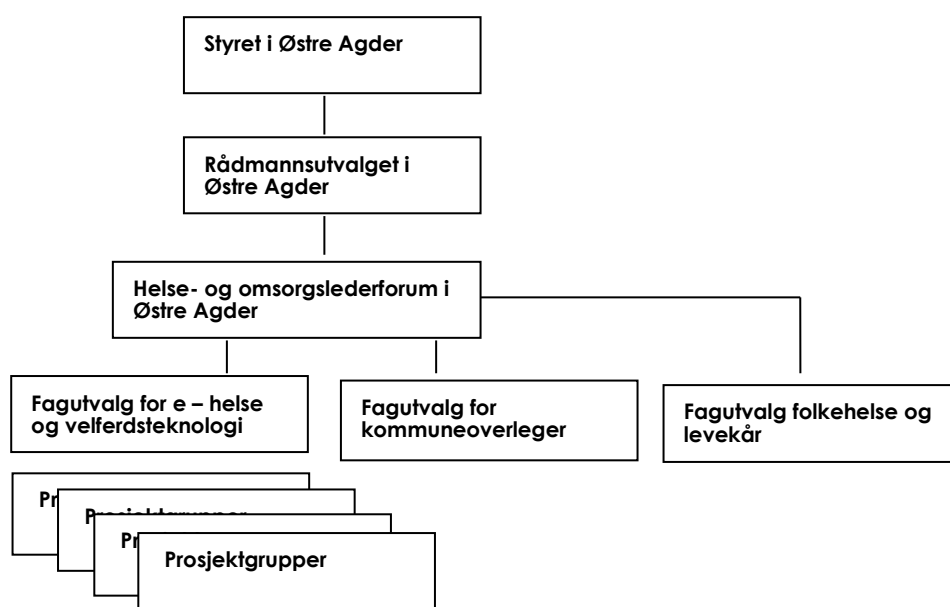 Styret i Østre Agder
Rådmannsutvalget i
Østre Agder
Helse- og omsorgslederforum i
Østre Agder
Fagutvalg for e – helse
og velferdsteknologi
Fagutvalg for
kommuneoverleger
Fagutvalg folkehelse og
levekår
Prosjektgrupper
Prosjektgrupper